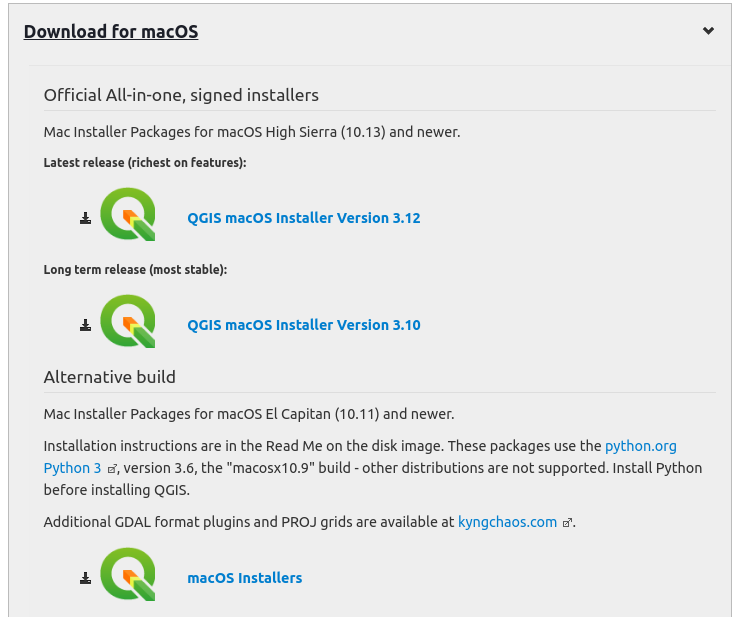 Download for macOS
Official All-in-one, signed installers
Mac Installer Packages for macOS High Sierra (10.13) and newer.
Latest release (richest on features):
QGIS macOS Installer Version 3.12
Long term release (most stable):
QGIS macOS Installer Version 3.10
Alternative build
Mac Installer Packages for macOS El Capitan (10.11) and newer.
Installation instructions are in the Read Me on the disk image. These packages use the python.org
Python 3, version 3.6, the "macosx10.9" build - other distributions are not supported. Install Python
before installing QGIS.
Additional GDAL format plugins and PROJ grids are available at kyngchaos.com.
macOS Installers